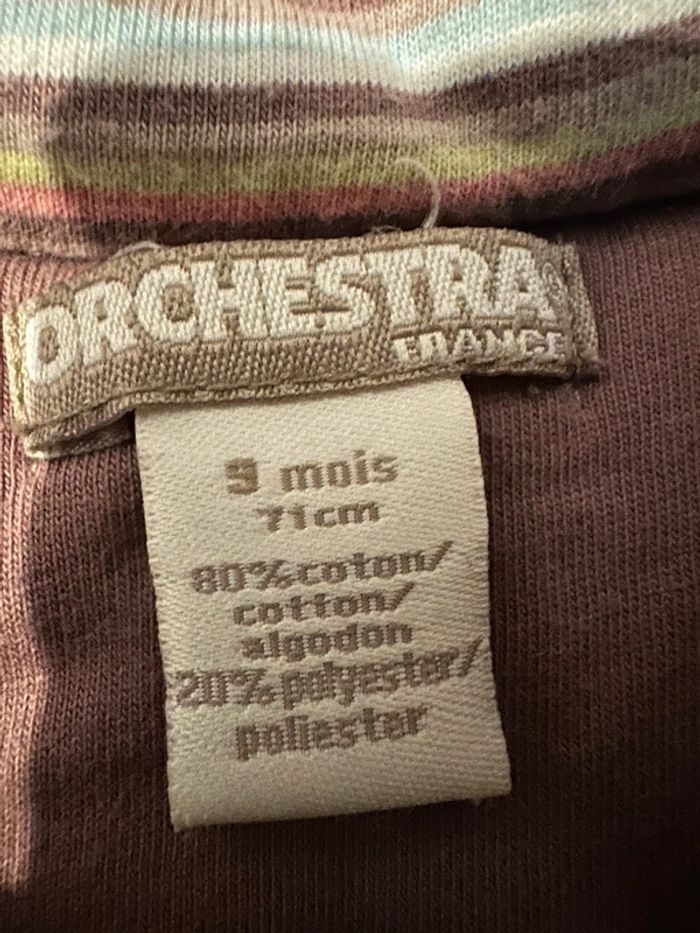 ORCHESTRA®
FRANCE
9 mois
71cm
80%coton/
cotton/
algodon
20%polyester/
poliester